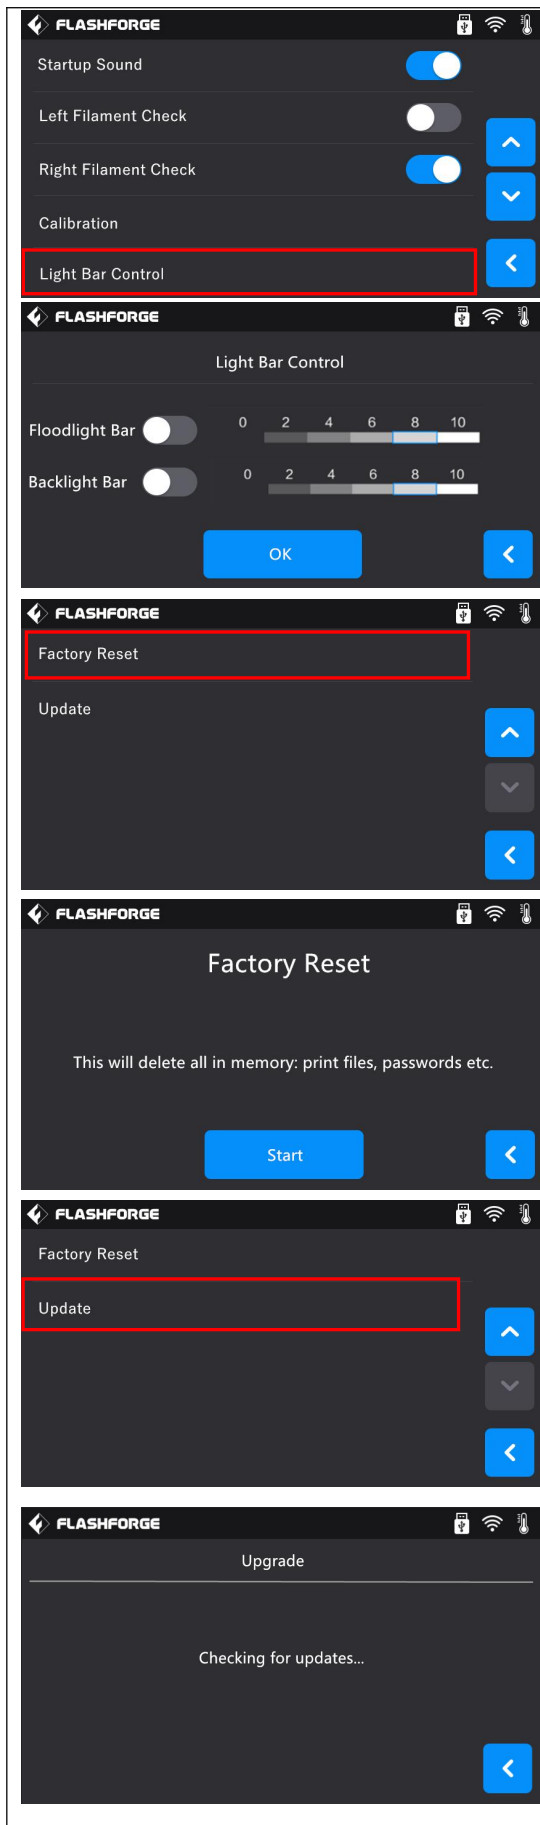 FLASHFORGE
Startup Sound
Left Filament Check
Right Filament Check
Calibration
Light Bar Control
FLASHFORGE
Light Bar Control
Floodlight Bar 0 2 4 6 8 10
Backlight Bar 0 2 4 6 8 10
OK
FLASHFORGE
Factory Reset
Update
FLASHFORGE
Factory Reset
This will delete all in memory: print files, passwords etc.
Start
FLASHFORGE
Factory Reset
Update
FLASHFORGE
Upgrade
Checking for updates...